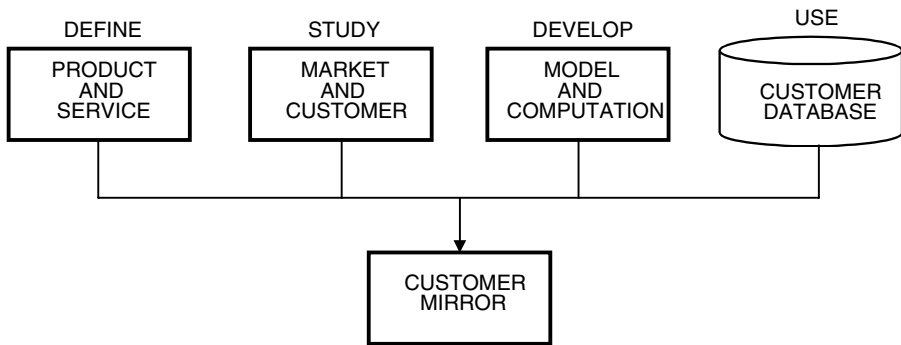 DEFINE
PRODUCT
AND
SERVICE
STUDY
MARKET
AND
CUSTOMER
DEVELOP
MODEL
AND
COMPUTATION
USE
CUSTOMER
DATABASE
CUSTOMER
MIRROR